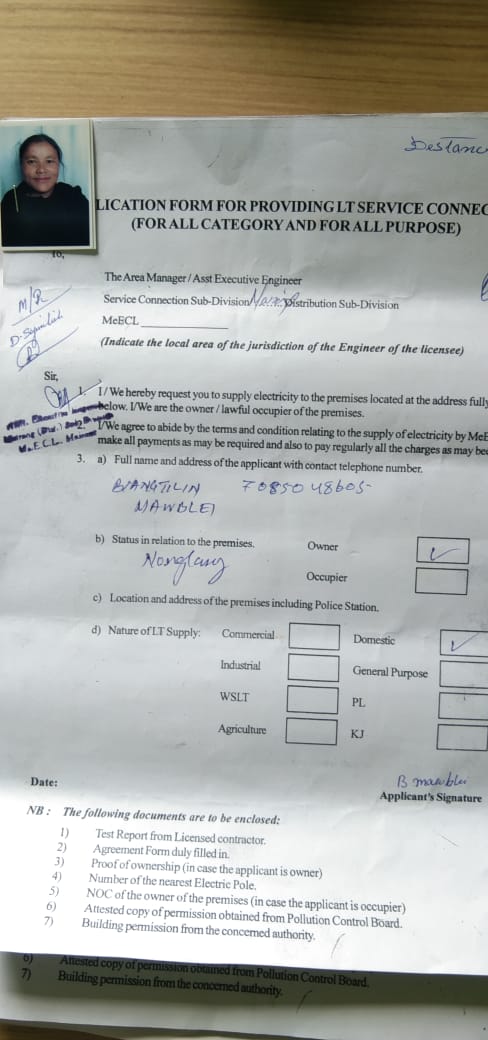 Destanc
LICATION FORM FOR PROVIDING LT SERVICE CONNEC
(FOR ALL CATEGORY AND FOR ALL PURPOSE)
To,
The Area Manager / Asst Executive Engineer
Service Connection Sub-Division/ Distribution Sub-Division
MeECL
(Indicate the local area of the jurisdiction of the Engineer of the licensee)
Sir,
1. I / We hereby request you to supply electricity to the premises located at the address fully
below. I/We are the owner / lawful occupier of the premises.
2. I/We agree to abide by the terms and condition relating to the supply of electricity by MeE
make all payments as may be required and also to pay regularly all the charges as may be
M.E.C.L.
3. a) Full name and address of the applicant with contact telephone number.
BIANGTILIN 7085048605
MAWBLEI
b) Status in relation to the premises. Owner
Nonglang
Occupier
c) Location and address of the premises including Police Station.
d) Nature of LT Supply: Commercial Domestic
Industrial General Purpose
WSLT PL
Agriculture KJ
B mawblei
Date: Applicant's Signature
NB : The following documents are to be enclosed:
1) Test Report from Licensed contractor.
2) Agreement Form duly filled in.
3) Proof of ownership (in case the applicant is owner)
4) Number of the nearest Electric Pole.
5) NOC of the owner of the premises (in case the applicant is occupier)
6) Attested copy of permission obtained from Pollution Control Board.
7) Building permission from the concerned authority.
6) Attested copy of permission obtained from Pollution Control Board.
7) Building permission from the concerned authority.